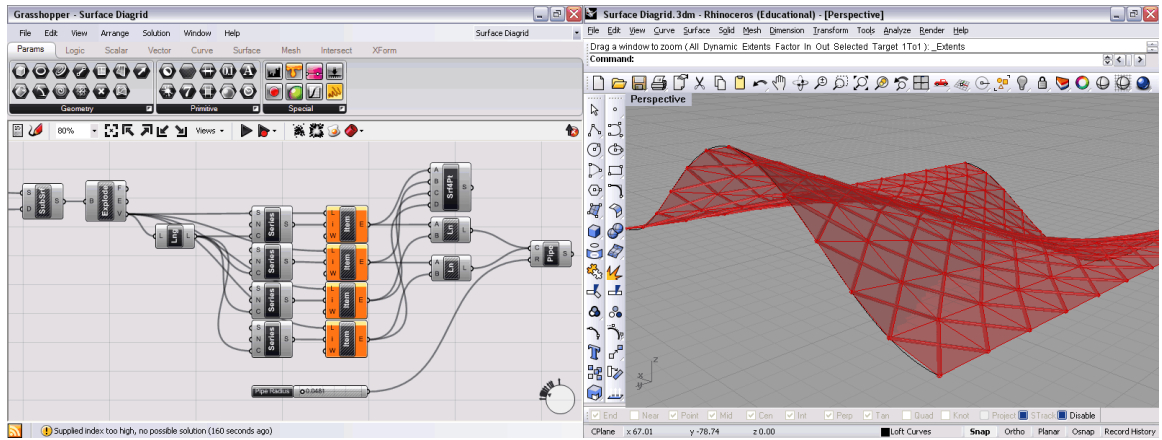 Grasshopper - Surface Diagrid
File Edit View Arrange Solution Window Help Surface Diagrid
Params Logic Scalar Vector Curve Surface Mesh Intersect XForm
Geometry Primitive Special
80% Views
S D SubSrf S
B Explode F E V
L Lng L
S N C Series S
L I W Item E
S N C Series S
L I W Item E
S N C Series S
L I W Item E
S N C Series S
L I W Item E
A B C D Srf4Pt S
A B Ln L
A B Ln L
C R Pipe S
Pipe Radius 0.0481
Supplied index too high, no possible solution (160 seconds ago)
Surface Diagrid.3dm - Rhinoceros (Educational) - [Perspective]
File Edit View Curve Surface Solid Mesh Dimension Transform Tools Analyze Render Help
Drag a window to zoom ( All Dynamic Extents Factor In Out Selected Target 1To1 ): _Extents
Command:
Perspective
z
x
y
End Near Point Mid Cen Int Perp Tan Quad Knot Project STrack Disable
CPlane x 67.01 y -78.74 z 0.00 Loft Curves Snap Ortho Planar Osnap Record History